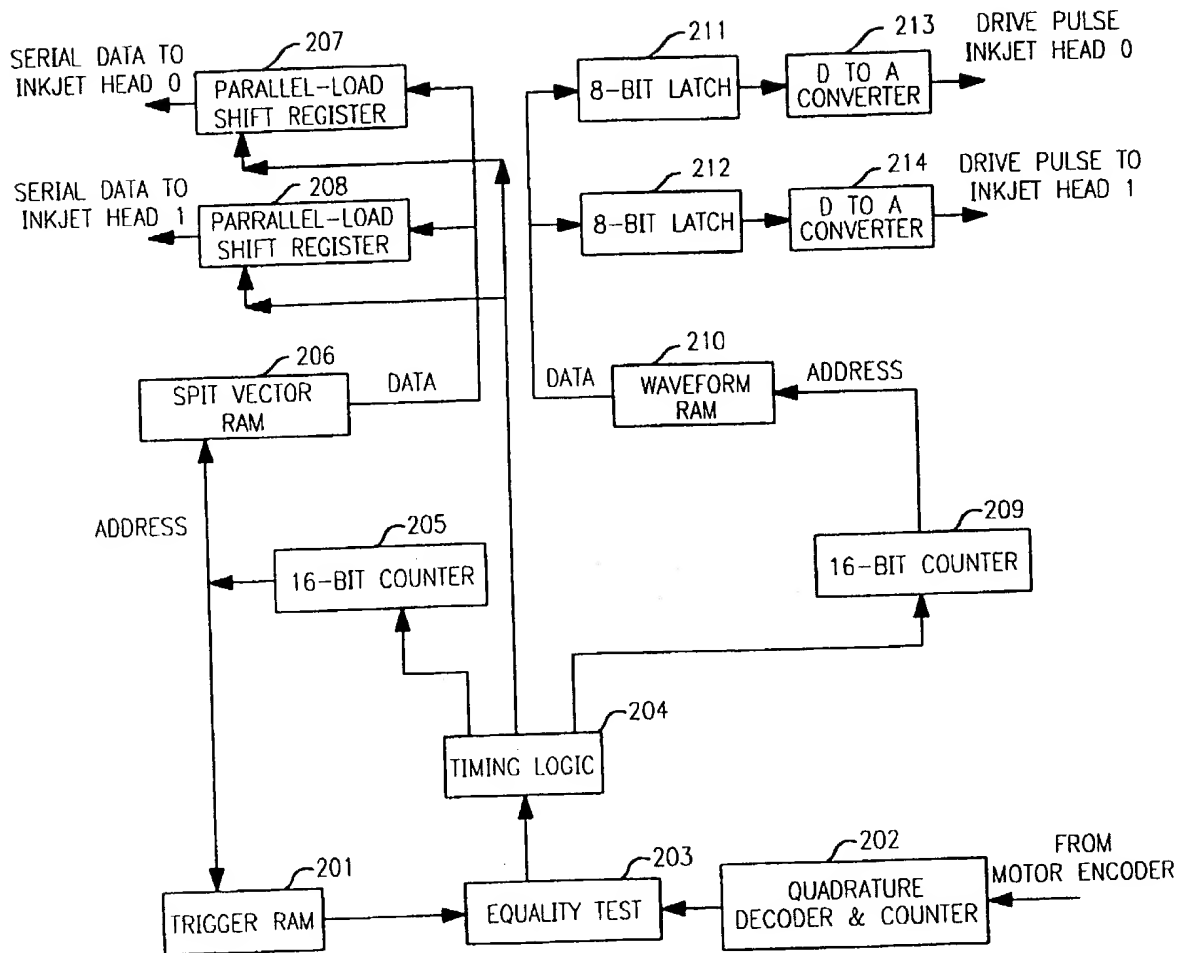 207
SERIAL DATA TO
INKJET HEAD 0
PARALLEL-LOAD
SHIFT REGISTER
211
8-BIT LATCH
213
D TO A
CONVERTER
DRIVE PULSE
INKJET HEAD 0
SERIAL DATA TO
INKJET HEAD 1
208
PARRALLEL-LOAD
SHIFT REGISTER
212
8-BIT LATCH
214
D TO A
CONVERTER
DRIVE PULSE TO
INKJET HEAD 1
206
SPIT VECTOR
RAM
DATA
DATA
210
WAVEFORM
RAM
ADDRESS
ADDRESS
205
16-BIT COUNTER
209
16-BIT COUNTER
204
TIMING LOGIC
201
TRIGGER RAM
203
EQUALITY TEST
202
QUADRATURE
DECODER & COUNTER
FROM
MOTOR ENCODER